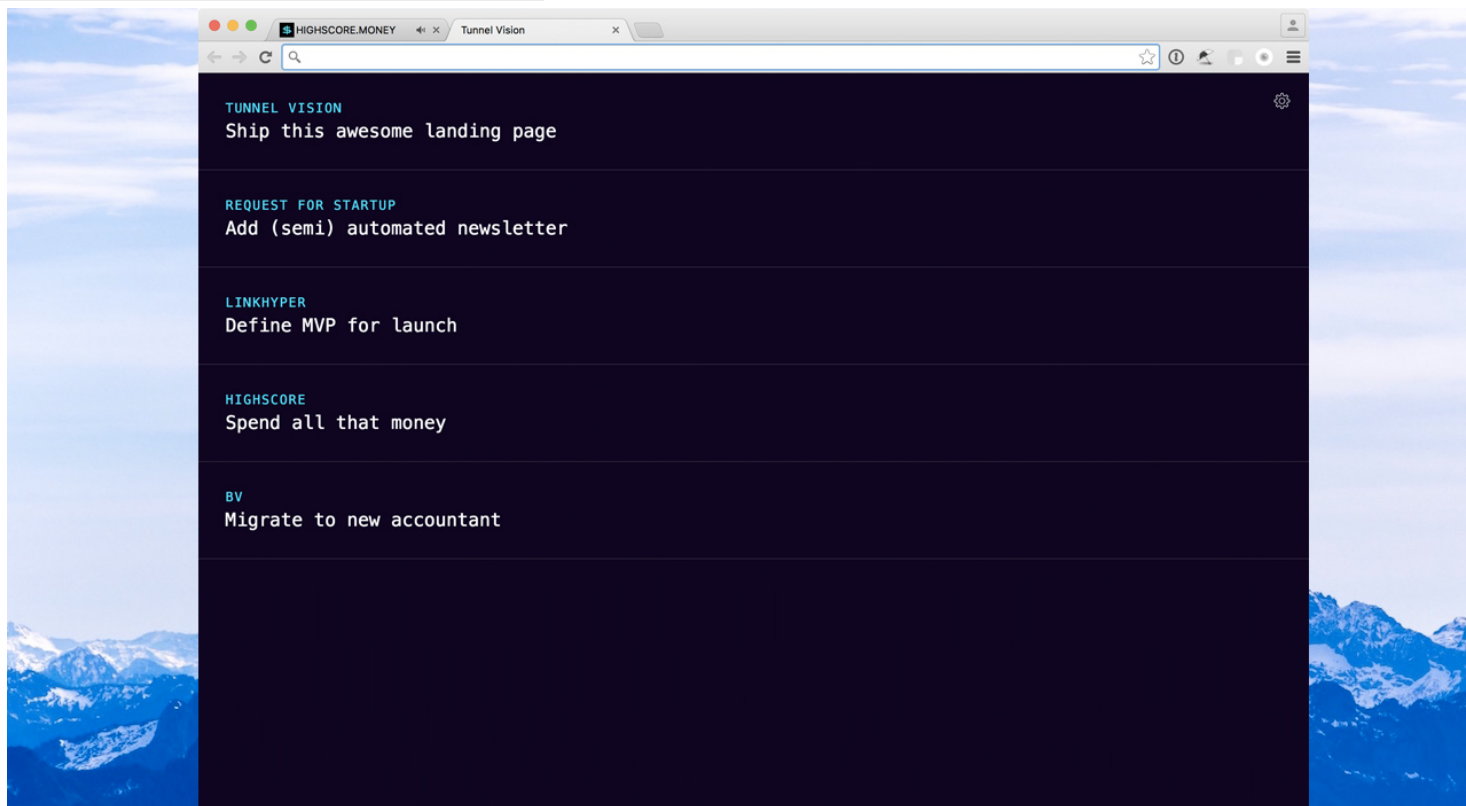 HIGHSCORE.MONEY
Tunnel Vision
TUNNEL VISION
Ship this awesome landing page
REQUEST FOR STARTUP
Add (semi) automated newsletter
LINKHYPER
Define MVP for launch
HIGHSCORE
Spend all that money
BV
Migrate to new accountant